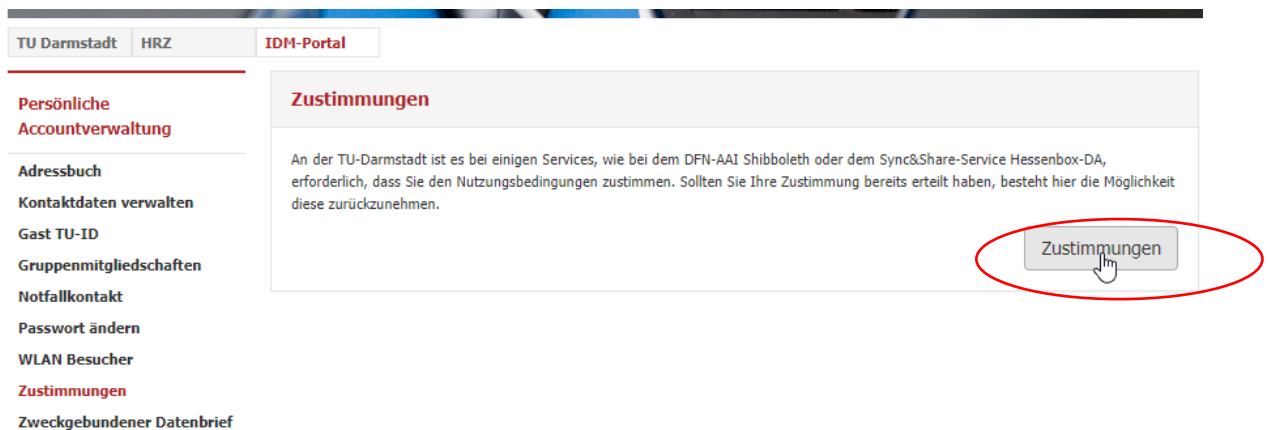 TU Darmstadt HRZ IDM-Portal
Persönliche
Accountverwaltung
Adressbuch
Kontaktdaten verwalten
Gast TU-ID
Gruppenmitgliedschaften
Notfallkontakt
Passwort ändern
WLAN Besucher
Zustimmungen
Zweckgebundener Datenbrief
Zustimmungen
An der TU-Darmstadt ist es bei einigen Services, wie bei dem DFN-AAI Shibboleth oder dem Sync&Share-Service Hessenbox-DA,
erforderlich, dass Sie den Nutzungsbedingungen zustimmen. Sollten Sie Ihre Zustimmung bereits erteilt haben, besteht hier die Möglichkeit
diese zurückzunehmen.
Zustimmungen